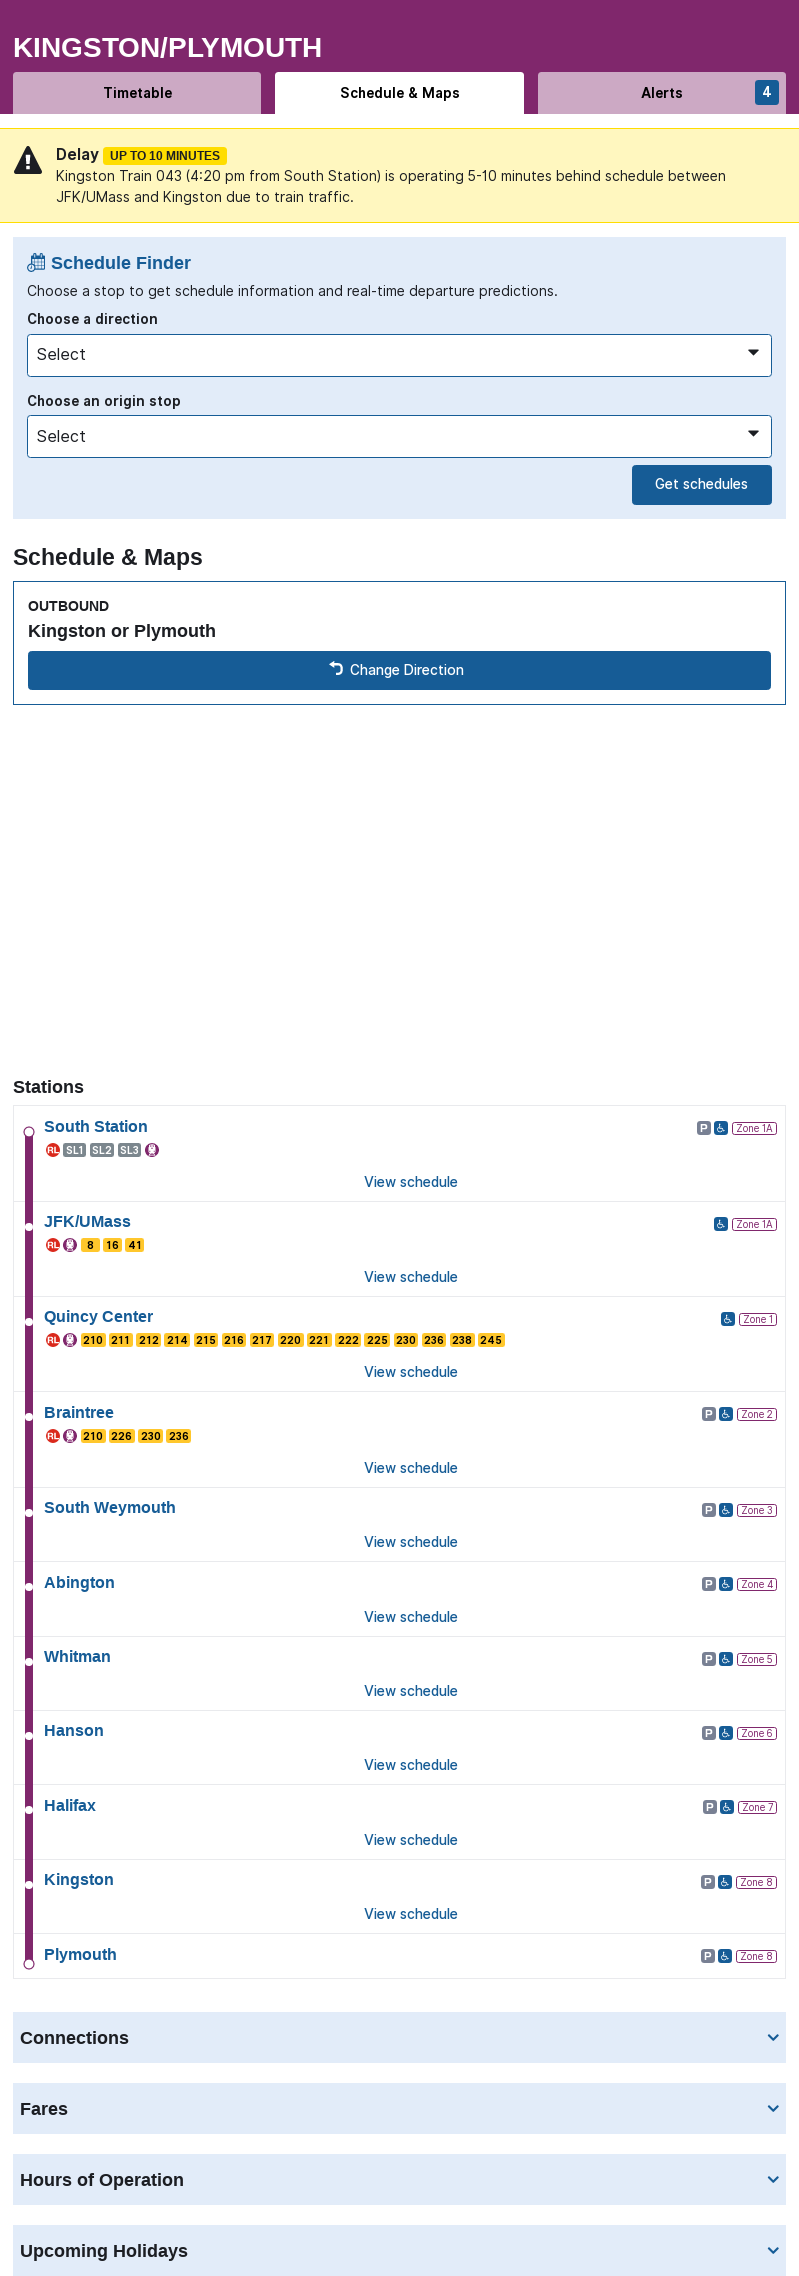 KINGSTON/PLYMOUTH
Timetable
Schedule & Maps
Alerts
4
Delay UP TO 10 MINUTES
Kingston Train 043 (4:20 pm from South Station) is operating 5-10 minutes behind schedule between
JFK/UMass and Kingston due to train traffic.
Schedule Finder
Choose a stop to get schedule information and real-time departure predictions.
Choose a direction
Select
Choose an origin stop
Select
Get schedules
Schedule & Maps
OUTBOUND
Kingston or Plymouth
Change Direction
Stations
South Station P Zone 1A
RL SL1 SL2 SL3
View schedule
JFK/UMass Zone 1A
RL 8 16 41
View schedule
Quincy Center Zone 1
RL 210 211 212 214 215 216 217 220 221 222 225 230 236 238 245
View schedule
Braintree P Zone 2
RL 210 226 230 236
View schedule
South Weymouth P Zone 3
View schedule
Abington P Zone 4
View schedule
Whitman P Zone 5
View schedule
Hanson P Zone 6
View schedule
Halifax P Zone 7
View schedule
Kingston P Zone 8
View schedule
Plymouth P Zone 8
Connections
Fares
Hours of Operation
Upcoming Holidays